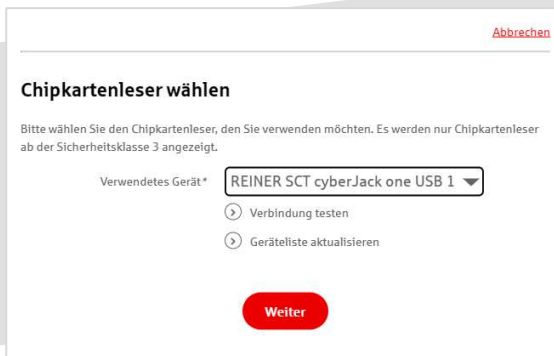 Abbrechen
Chipkartenleser wählen
Bitte wählen Sie den Chipkartenleser, den Sie verwenden möchten. Es werden nur Chipkartenleser
ab der Sicherheitsklasse 3 angezeigt.
Verwendetes Gerät* REINER SCT cyberJack one USB 1
Verbindung testen
Geräteliste aktualisieren
Weiter